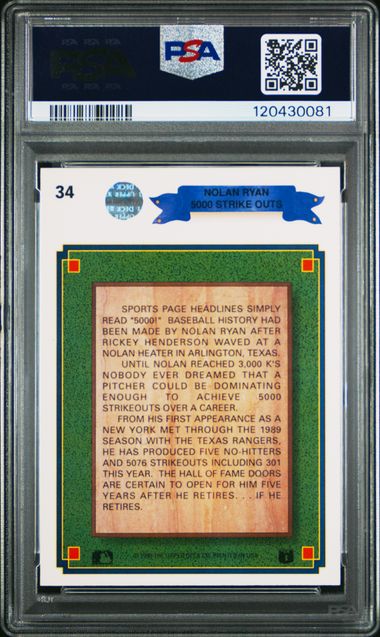 PSA
120430081
34
NOLAN RYAN
5000 STRIKE OUTS
SPORTS PAGE HEADLINES SIMPLY
READ "5000!" BASEBALL HISTORY HAD
BEEN MADE BY NOLAN RYAN AFTER
RICKEY HENDERSON WAVED AT A
NOLAN HEATER IN ARLINGTON, TEXAS.
UNTIL NOLAN REACHED 3,000 K'S
NOBODY EVER DREAMED THAT A
PITCHER COULD BE DOMINATING
ENOUGH TO ACHIEVE 5000
STRIKEOUTS OVER A CAREER.
FROM HIS FIRST APPEARANCE AS A
NEW YORK MET THROUGH THE 1989
SEASON WITH THE TEXAS RANGERS,
HE HAS PRODUCED FIVE NO-HITTERS
AND 5076 STRIKEOUTS INCLUDING 301
THIS YEAR. THE HALL OF FAME DOORS
ARE CERTAIN TO OPEN FOR HIM FIVE
YEARS AFTER HE RETIRES. . . IF HE
RETIRES.